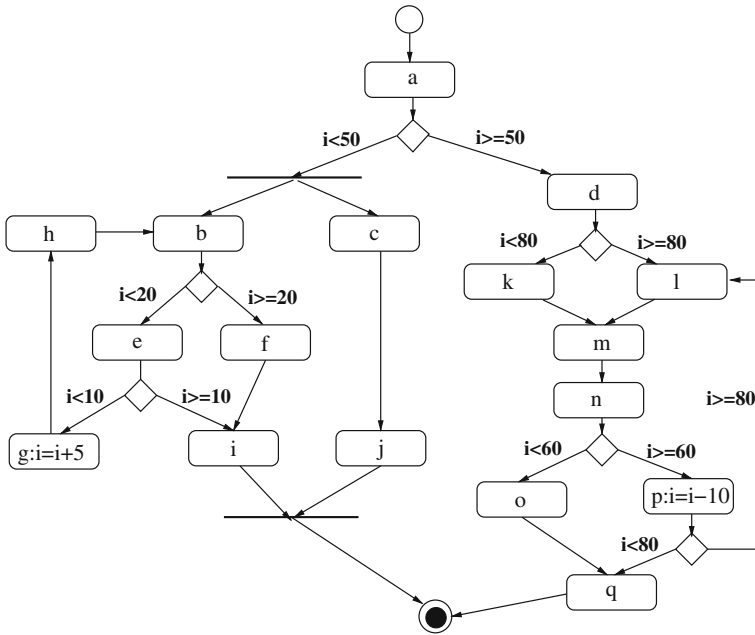 a
i<50
i>=50
d
h
b
c
i<80
i>=80
k
l
i<20
i>=20
e
f
m
n
i<10
i>=10
i>=80
g:i=i+5
i
j
i<60
i>=60
o
p:i=i−10
i<80
q